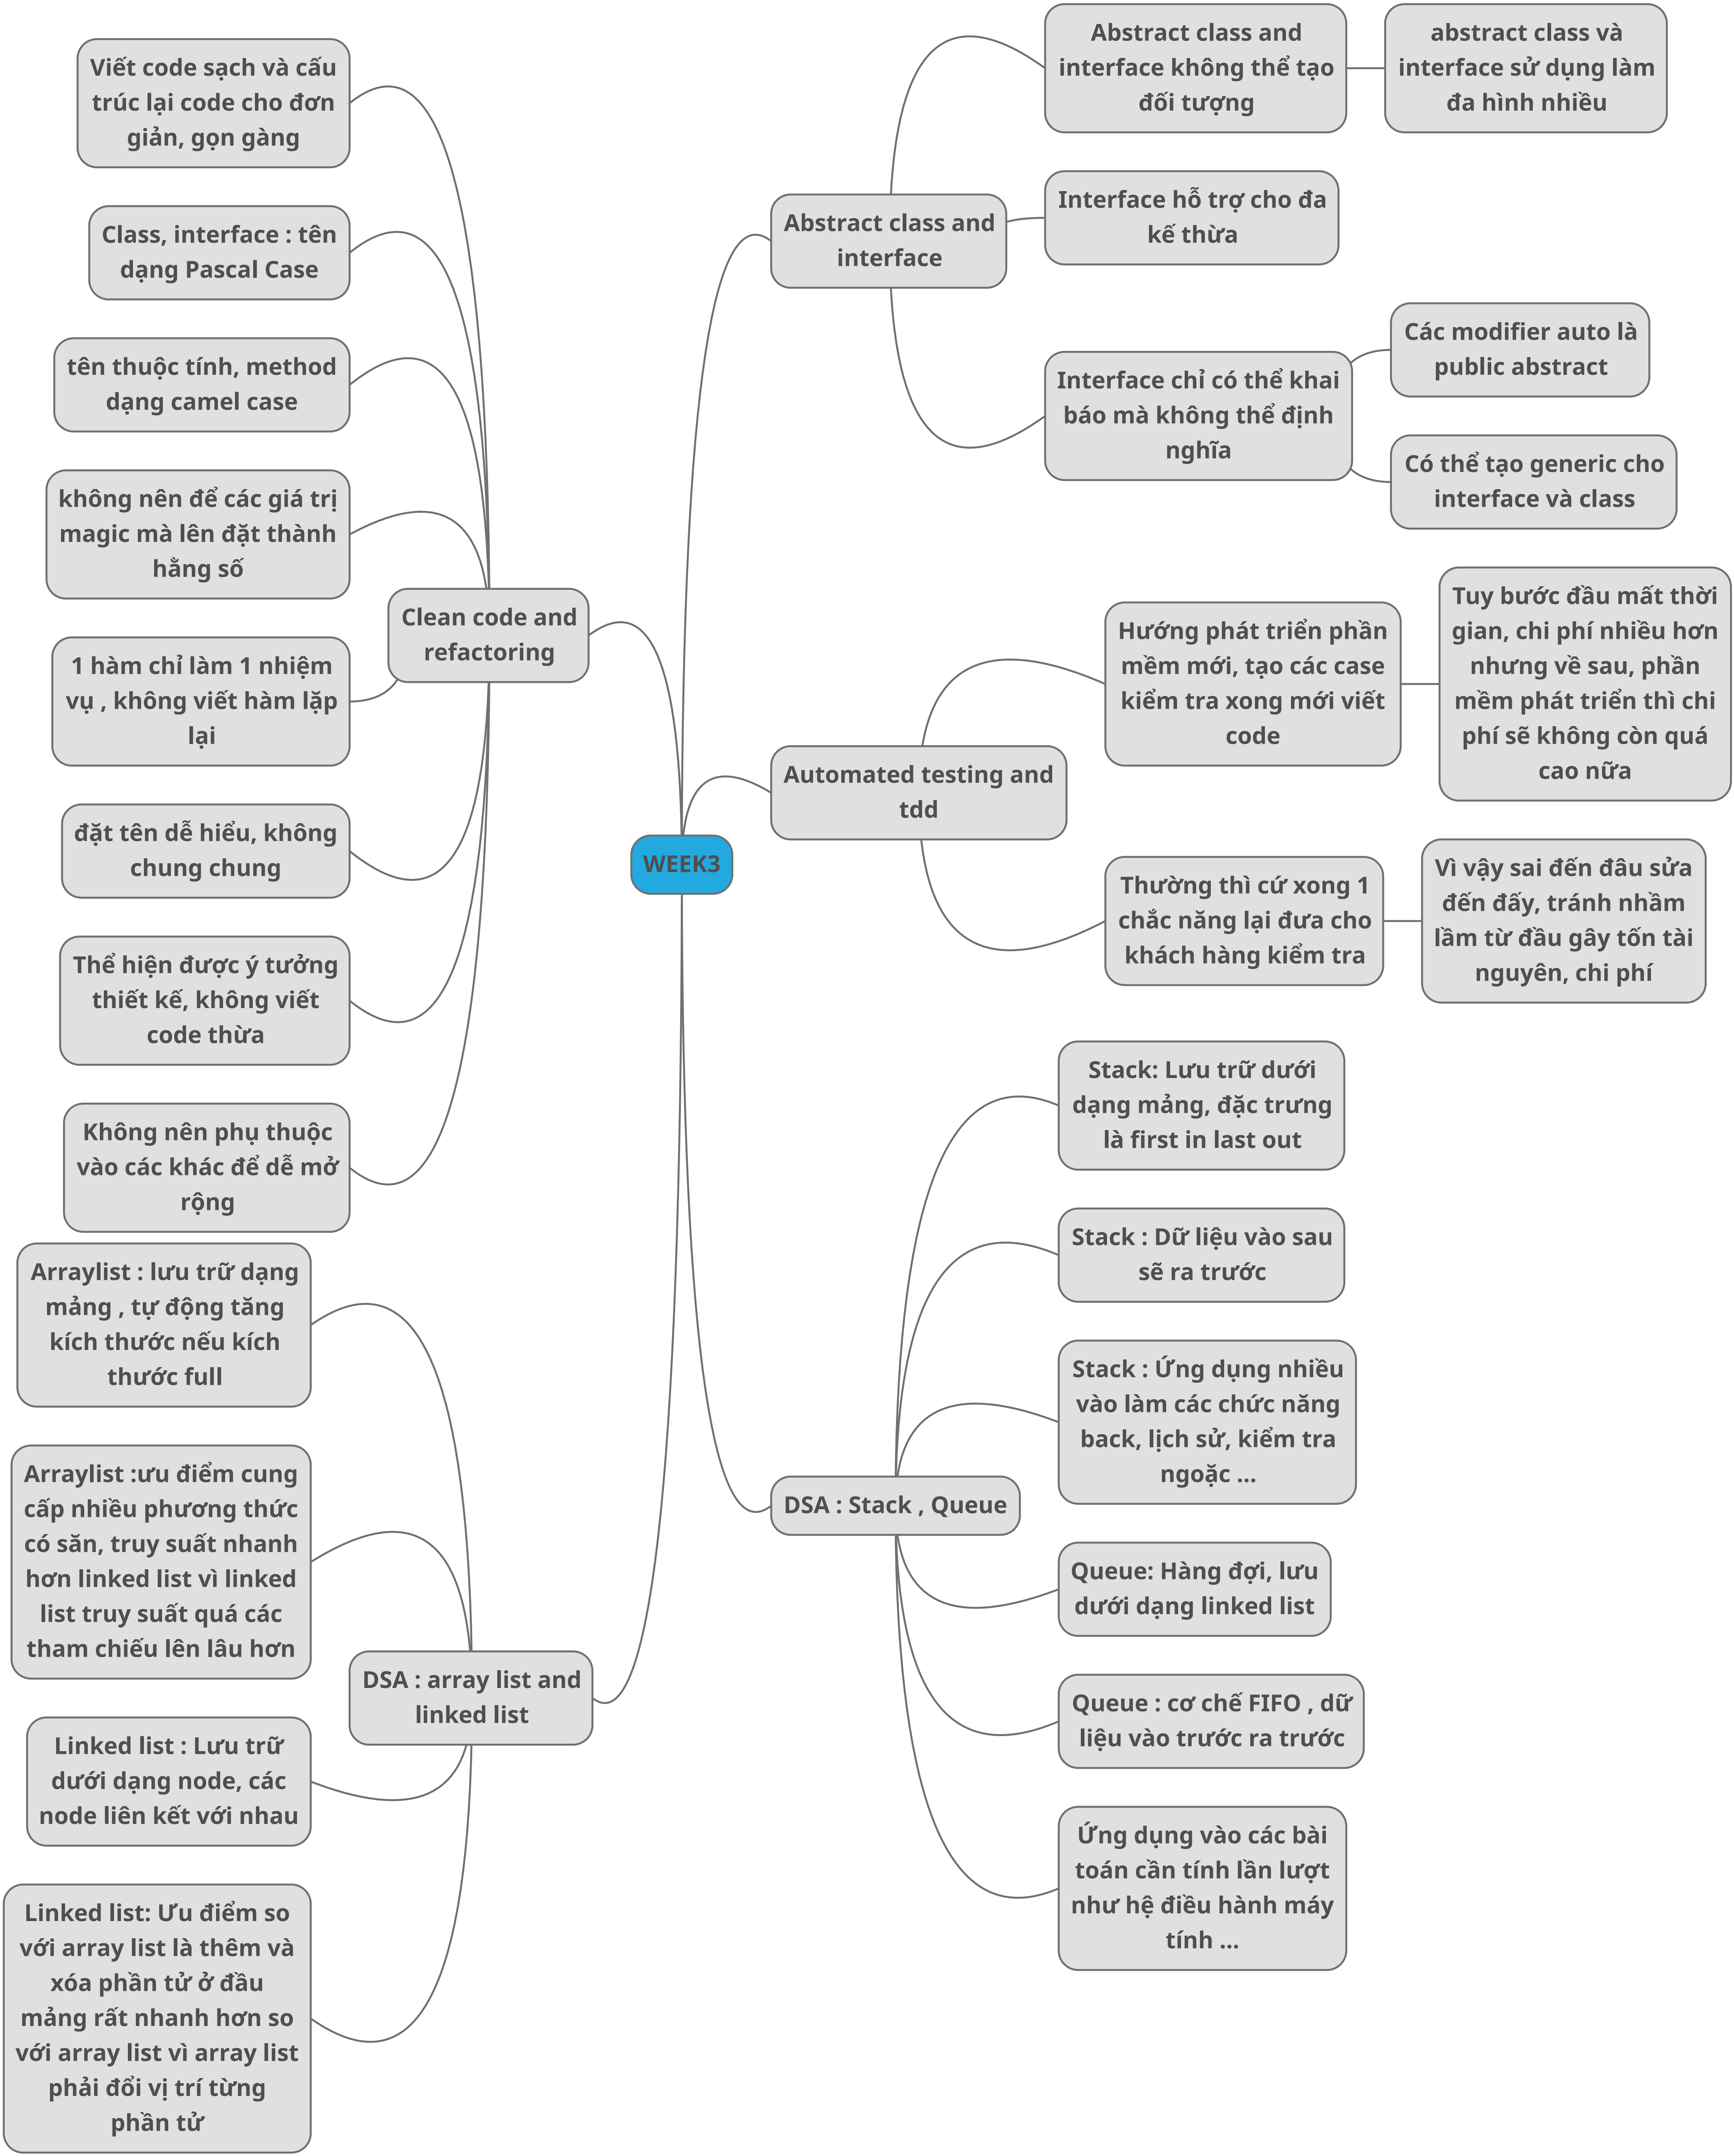 WEEK3
Abstract class and
interface
Abstract class and
interface không thể tạo
đối tượng
abstract class và
interface sử dụng làm
đa hình nhiều
Interface hỗ trợ cho đa
kế thừa
Interface chỉ có thể khai
báo mà không thể định
nghĩa
Các modifier auto là
public abstract
Có thể tạo generic cho
interface và class
Automated testing and
tdd
Hướng phát triển phần
mềm mới, tạo các case
kiểm tra xong mới viết
code
Tuy bước đầu mất thời
gian, chi phí nhiều hơn
nhưng về sau, phần
mềm phát triển thì chi
phí sẽ không còn quá
cao nữa
Thường thì cứ xong 1
chắc năng lại đưa cho
khách hàng kiểm tra
Vì vậy sai đến đâu sửa
đến đấy, tránh nhầm
lầm từ đầu gây tốn tài
nguyên, chi phí
DSA : Stack , Queue
Stack: Lưu trữ dưới
dạng mảng, đặc trưng
là first in last out
Stack : Dữ liệu vào sau
sẽ ra trước
Stack : Ứng dụng nhiều
vào làm các chức năng
back, lịch sử, kiểm tra
ngoặc ...
Queue: Hàng đợi, lưu
dưới dạng linked list
Queue : cơ chế FIFO , dữ
liệu vào trước ra trước
Ứng dụng vào các bài
toán cần tính lần lượt
như hệ điều hành máy
tính ...
Clean code and
refactoring
Viết code sạch và cấu
trúc lại code cho đơn
giản, gọn gàng
Class, interface : tên
dạng Pascal Case
tên thuộc tính, method
dạng camel case
không nên để các giá trị
magic mà lên đặt thành
hằng số
1 hàm chỉ làm 1 nhiệm
vụ , không viết hàm lặp
lại
đặt tên dễ hiểu, không
chung chung
Thể hiện được ý tưởng
thiết kế, không viết
code thừa
Không nên phụ thuộc
vào các khác để dễ mở
rộng
DSA : array list and
linked list
Arraylist : lưu trữ dạng
mảng , tự động tăng
kích thước nếu kích
thước full
Arraylist :ưu điểm cung
cấp nhiều phương thức
có săn, truy suất nhanh
hơn linked list vì linked
list truy suất quá các
tham chiếu lên lâu hơn
Linked list : Lưu trữ
dưới dạng node, các
node liên kết với nhau
Linked list: Ưu điểm so
với array list là thêm và
xóa phần tử ở đầu
mảng rất nhanh hơn so
với array list vì array list
phải đổi vị trí từng
phần tử